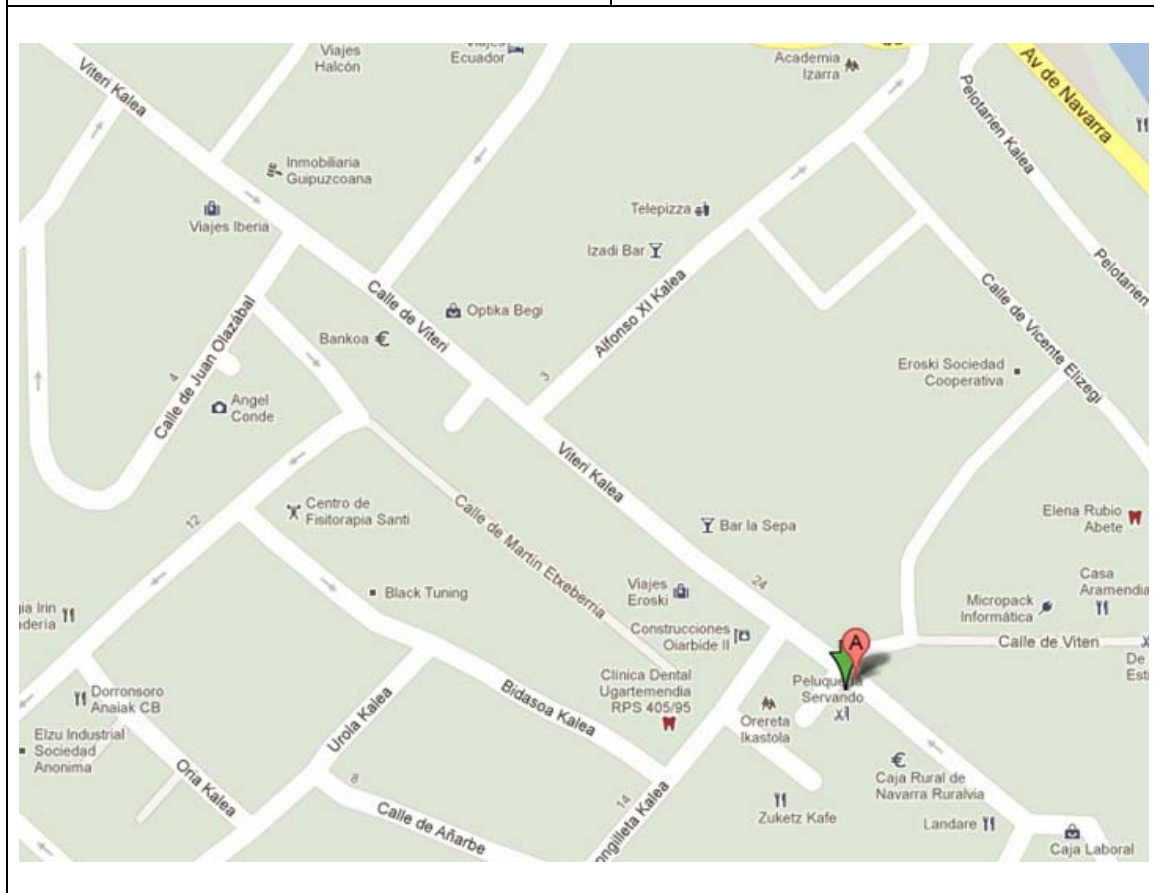 Viajes
Halcón
Viajes
Ecuador
Academia
Izarra
Av de Navarra
Viteri Kalea
Pelotarien Kalea
Inmobiliaria
Guipuzcoana
Viajes Iberia
Telepizza
Izadi Bar
Pelotarien
Calle de Viteri
Optika Begi
Alfonso XI Kalea
Calle de Vicente Elizegi
Bankoa
Calle de Juan Olazábal
3
4
Eroski Sociedad
Cooperativa
Angel
Conde
Viteri Kalea
Centro de
Fisitorapia Santi
12
Calle de Martín Etxeberria
Bar la Sepa
Elena Rubio
Abete
Black Tuning
Viajes
Eroski
24
Casa
Aramendia
Micropack
Informática
Construcciones
Oiarbide II
A
Calle de Viteri
De
Esti
Clínica Dental
Ugartemendia
RPS 405/95
Peluquería
Servando
Dorronsoro
Anaiak CB
Bidasoa Kalea
Orereta
Ikastola
Urola Kalea
Elzu Industrial
Sociedad
Anonima
Oria Kalea
8
Caja Rural de
Navarra Ruralvia
14
Calle de Añarbe
Zuketz Kafe
Landare
Caja Laboral